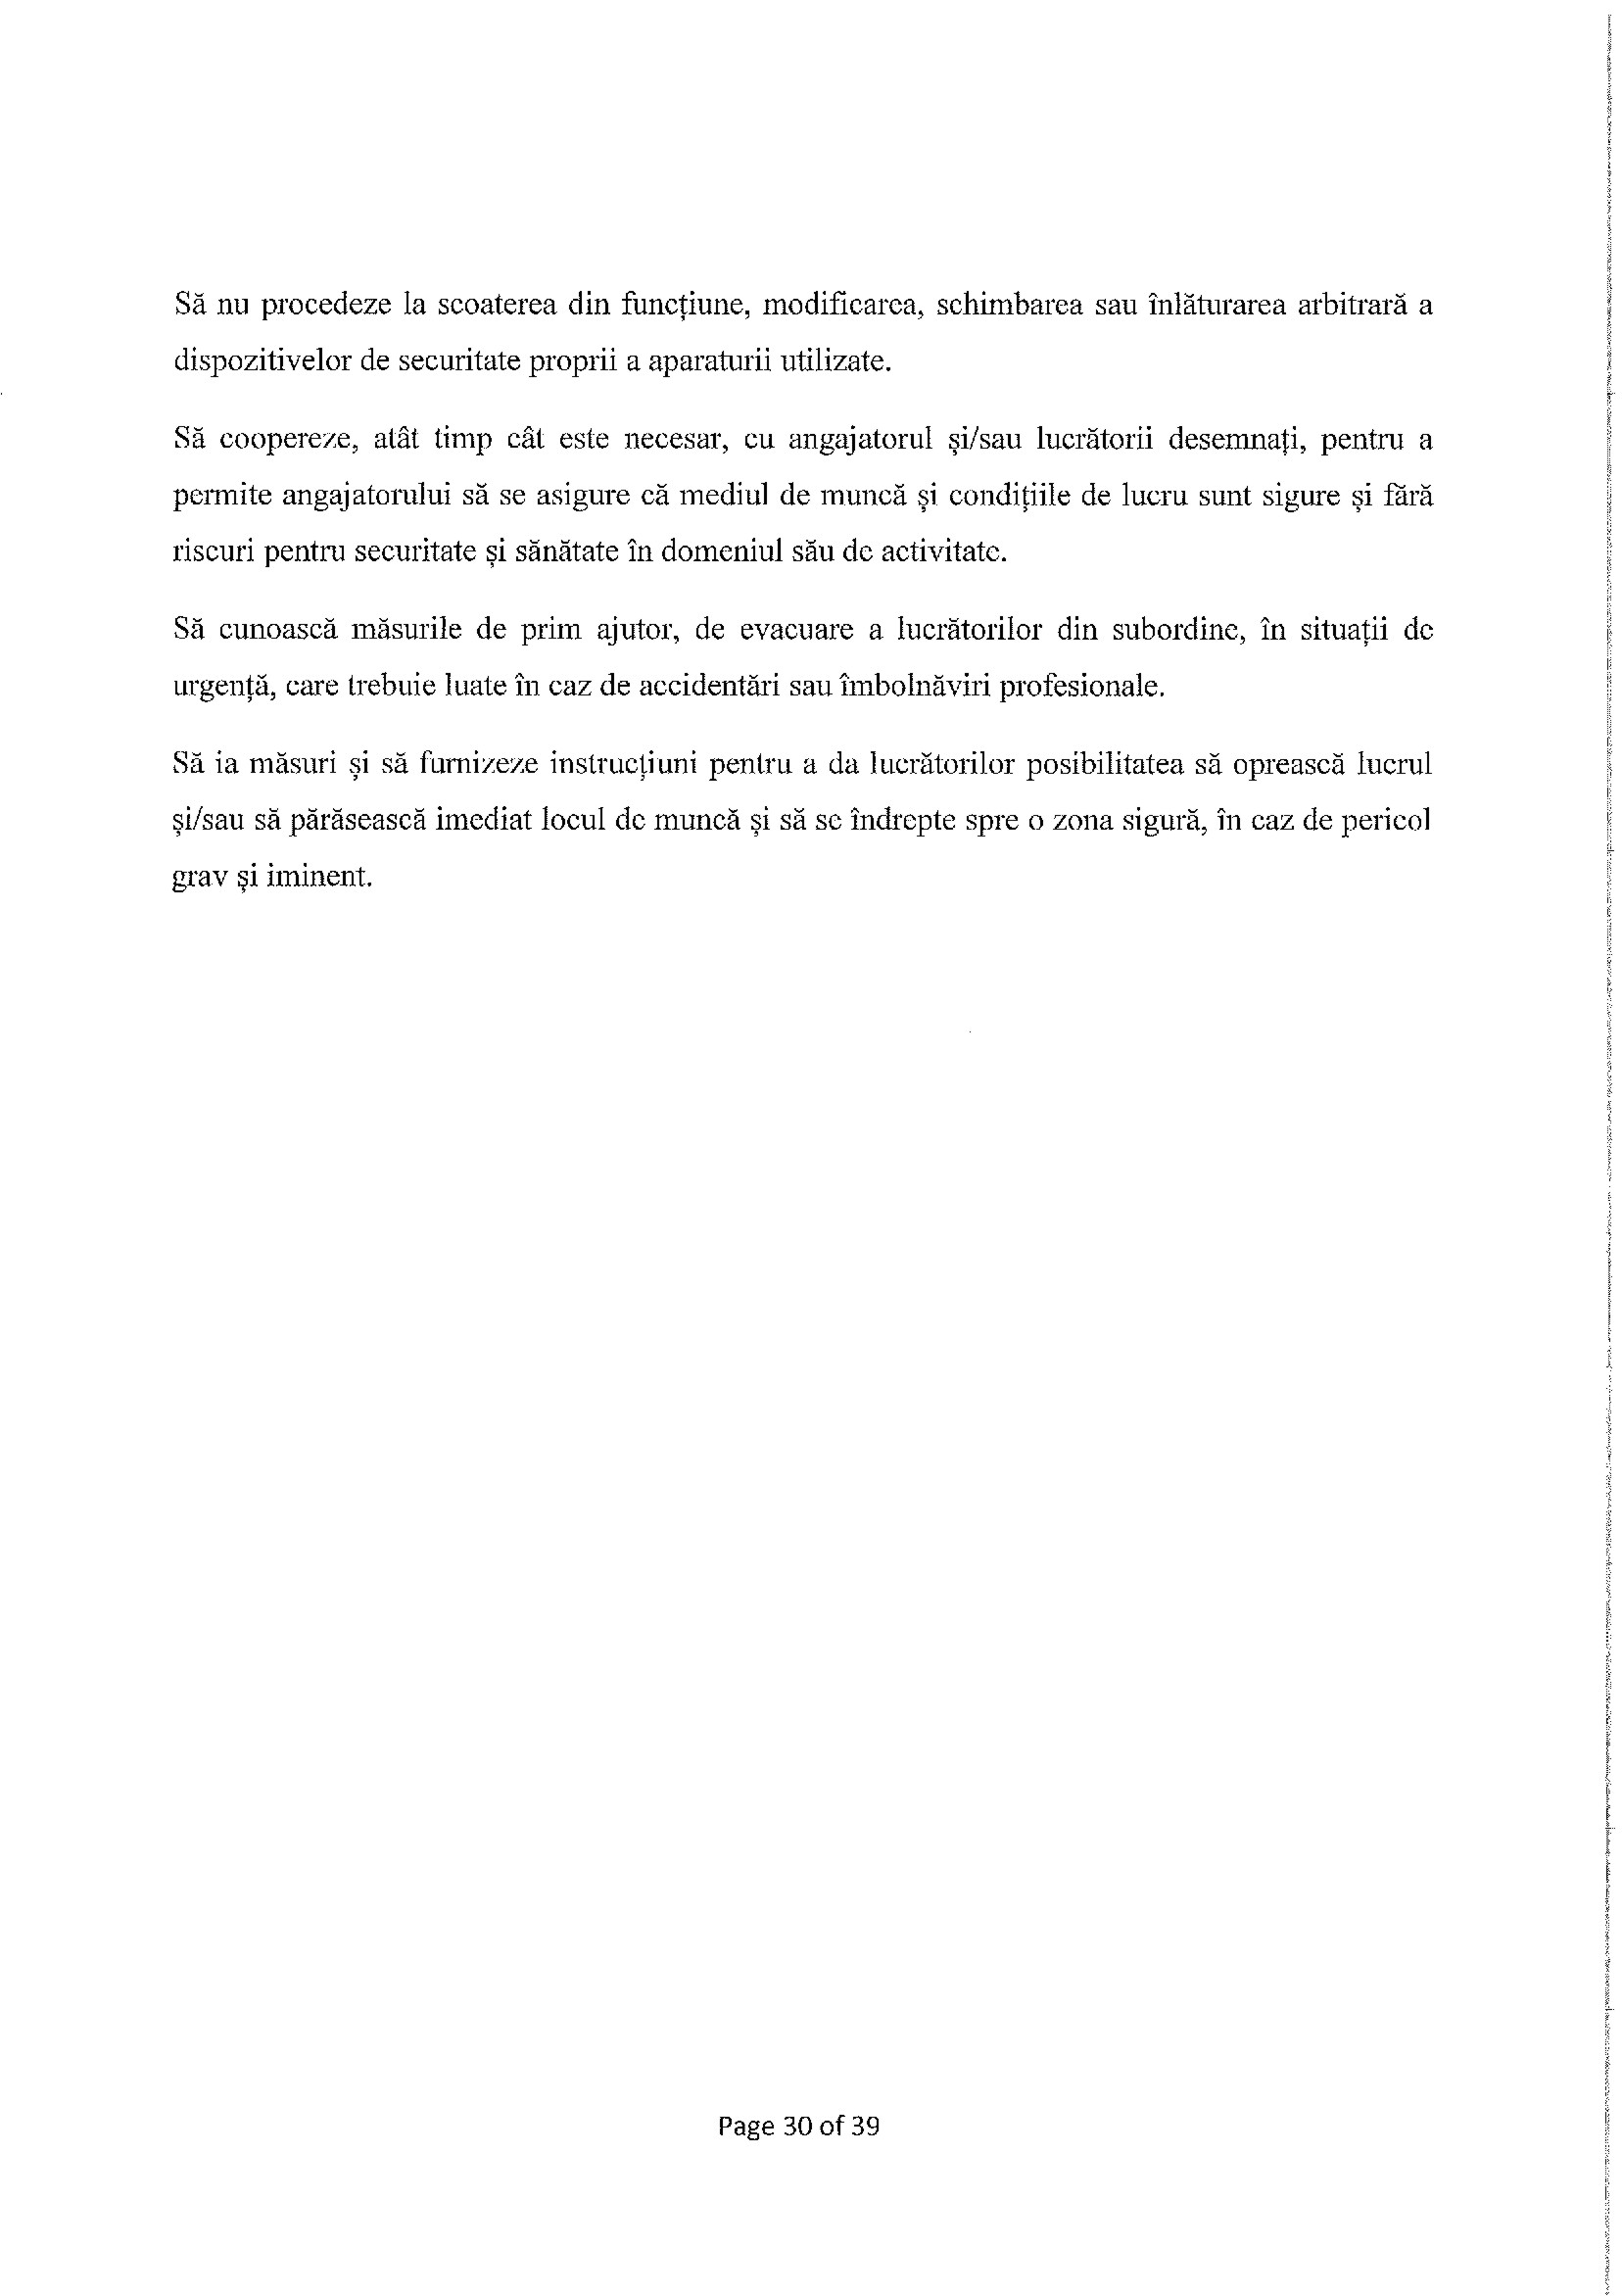 Să nu procedeze la scoaterea din funcțiune, modificarea, schimbarea sau înlăturarea arbitrară a
dispozitivelor de securitate proprii a aparaturii utilizate.
Să coopereze, atât timp cât este necesar, cu angajatorul și/sau lucrătorii desemnați, pentru a
permite angajatorului să se asigure că mediul de muncă și condițiile de lucru sunt sigure și fără
riscuri pentru securitate și sănătate în domeniul său de activitate.
Să cunoască măsurile de prim ajutor, de evacuare a lucrătorilor din subordine, în situații de
urgență, care trebuie luate în caz de accidentări sau îmbolnăviri profesionale.
Să ia măsuri și să furnizeze instrucțiuni pentru a da lucrătorilor posibilitatea să oprească lucrul
și/sau să părăsească imediat locul de muncă și să se îndrepte spre o zona sigură, în caz de pericol
grav și iminent.
Page 30 of 39